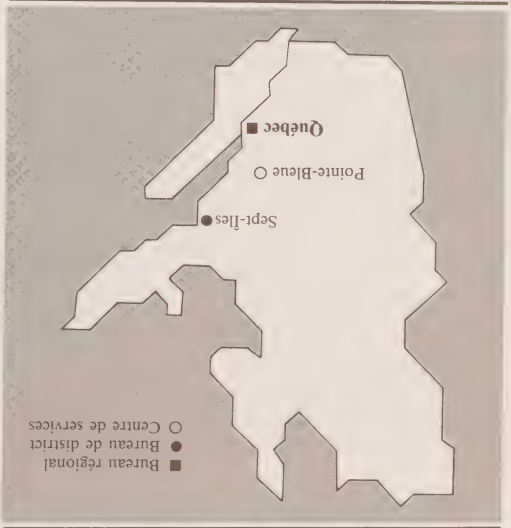 ■ Bureau régional
● Bureau de district
○ Centre de services
Sept-Îles
Pointe-Bleue
Québec